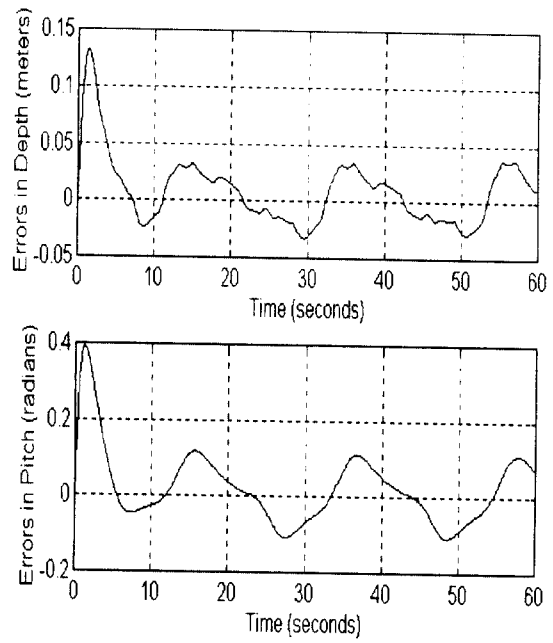 Errors in Depth (meters)
0.15
0.1
0.05
0
-0.05
0 10 20 30 40 50 60
Time (seconds)
Errors in Pitch (radians)
0.4
0.2
0
-0.2
0 10 20 30 40 50 60
Time (seconds)